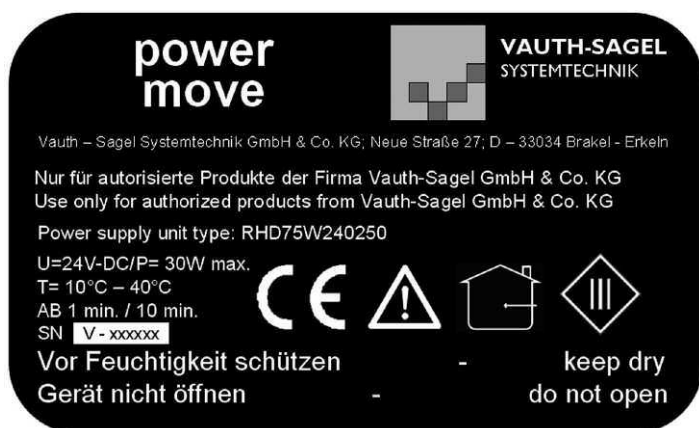 power
move
VAUTH-SAGEL
SYSTEMTECHNIK
Vauth – Sagel Systemtechnik GmbH & Co. KG; Neue Straße 27; D – 33034 Brakel - Erkeln
Nur für autorisierte Produkte der Firma Vauth-Sagel GmbH & Co. KG
Use only for authorized products from Vauth-Sagel GmbH & Co. KG
Power supply unit type: RHD75W240250
U=24V-DC/P= 30W max.
T= 10°C – 40°C
AB 1 min. / 10 min.
SN V - xxxxxx
CE
III
Vor Feuchtigkeit schützen - keep dry
Gerät nicht öffnen - do not open